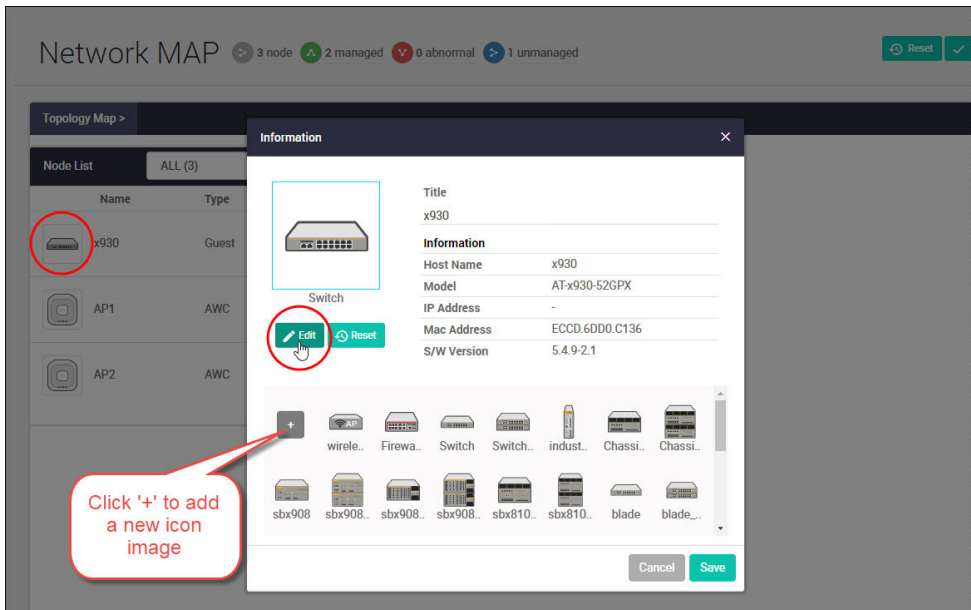 Network MAP 3 node 2 managed 0 abnormal 1 unmanaged Reset
Topology Map >
Information
Node List ALL (3)
Name Type
x930 Guest
AP1 AWC
AP2 AWC
Switch
Edit Reset
Title
x930
Information
Host Name x930
Model AT-x930-52GPX
IP Address -
Mac Address ECCD.6DD0.C136
S/W Version 5.4.9-2.1
+ wirele.. Firewa.. Switch Switch.. indust.. Chassi.. Chassi..
sbx908 sbx908.. sbx908.. sbx908.. sbx810.. sbx810.. blade blade_..
Click '+' to add
a new icon
image
Cancel Save